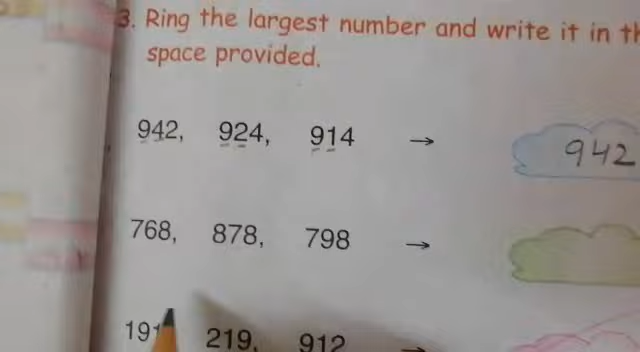 3. Ring the largest number and write it in
space provided.
942, 924, 914 → 942
768, 878, 798 →
219, 912 →